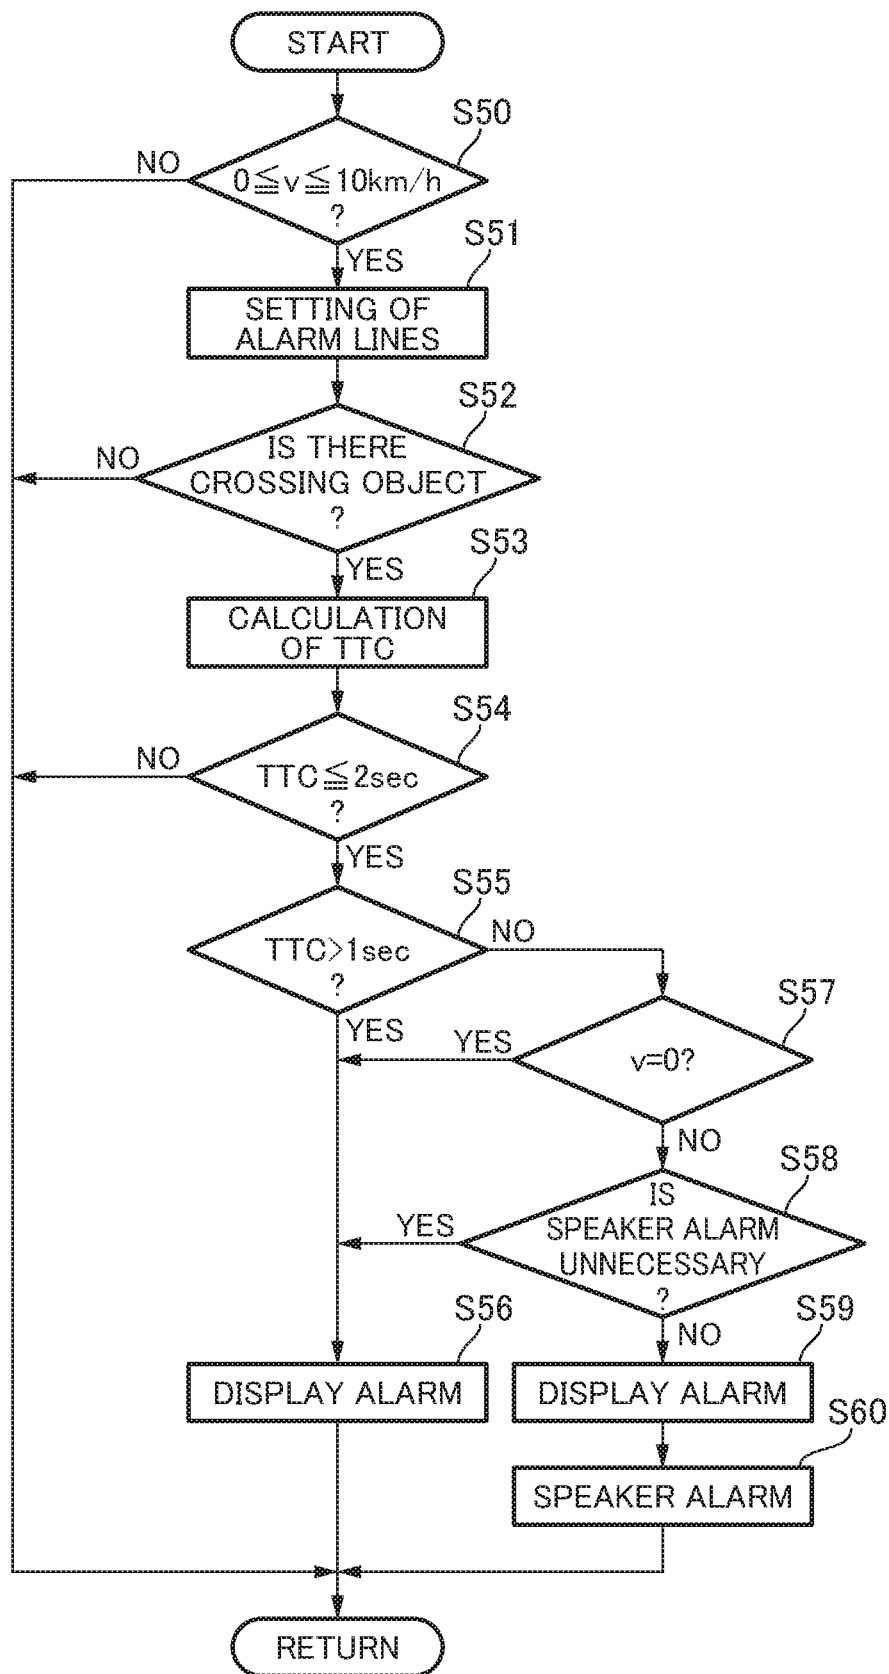 START
S50
NO
0≦v≦10km/h
?
YES
S51
SETTING OF
ALARM LINES
S52
NO
IS THERE
CROSSING OBJECT
?
YES
S53
CALCULATION
OF TTC
S54
NO
TTC≦2sec
?
YES
S55
TTC>1sec
?
NO
YES
S57
YES
v=0?
NO
S58
YES
IS
SPEAKER ALARM
UNNECESSARY
?
NO
S56
DISPLAY ALARM
S59
DISPLAY ALARM
S60
SPEAKER ALARM
RETURN